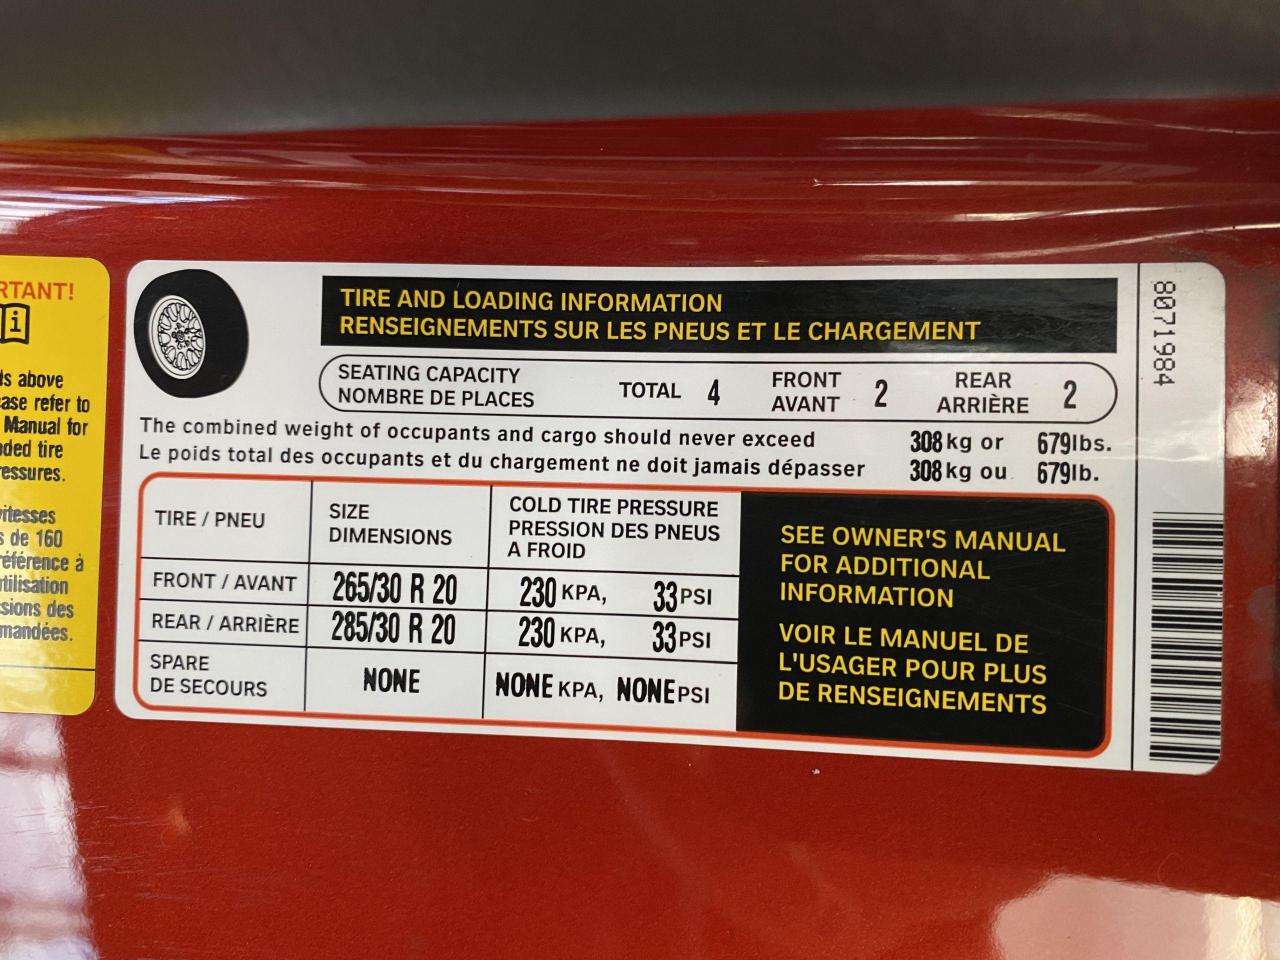 RTANT!
i
ds above
ase refer to
Manual for
ded tire
essures.
vitesses
s de 160
référence à
utilisation
sions des
mandées.
TIRE AND LOADING INFORMATION
RENSEIGNEMENTS SUR LES PNEUS ET LE CHARGEMENT
SEATING CAPACITY
NOMBRE DE PLACES
TOTAL 4
FRONT
AVANT
2
REAR
ARRIÈRE
2
The combined weight of occupants and cargo should never exceed 308 kg or 679lbs.
Le poids total des occupants et du chargement ne doit jamais dépasser 308 kg ou 679lb.
TIRE / PNEU
SIZE
DIMENSIONS
COLD TIRE PRESSURE
PRESSION DES PNEUS
A FROID
FRONT / AVANT 265/30 R 20 230 KPA, 33 PSI
REAR / ARRIÈRE 285/30 R 20 230 KPA, 33 PSI
SPARE
DE SECOURS
NONE NONE KPA, NONE PSI
SEE OWNER'S MANUAL
FOR ADDITIONAL
INFORMATION
VOIR LE MANUEL DE
L'USAGER POUR PLUS
DE RENSEIGNEMENTS
8071984